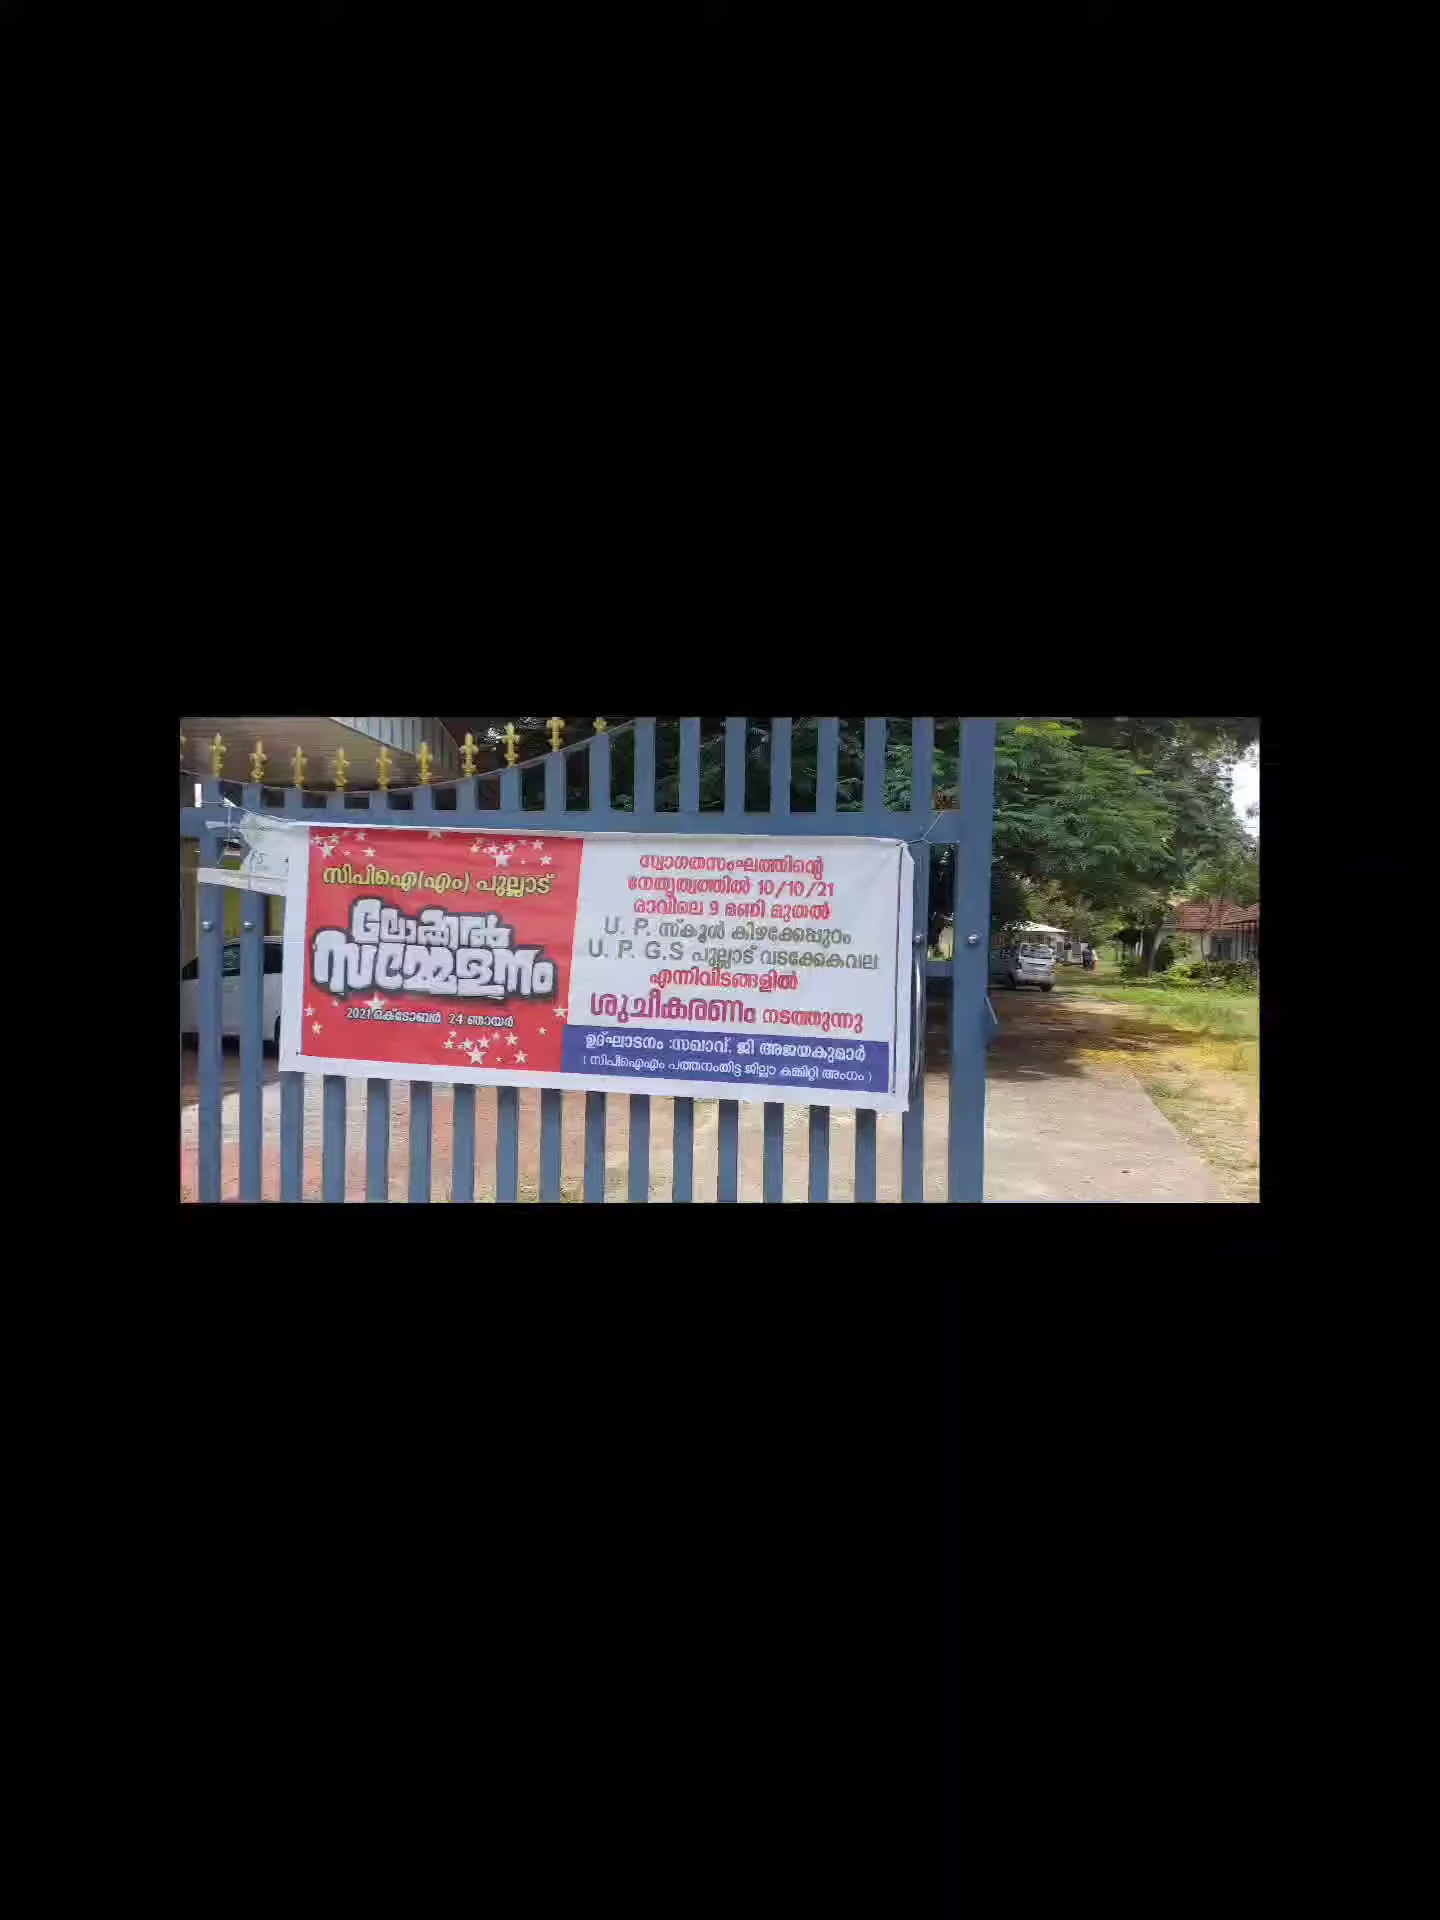 സിപിഐ(എം) പുല്ലാട്
ലോക്കൽ
സമ്മേളനം
2021 ഒക്ടോബർ 24 ഞായർ
സ്വാഗതസംഘത്തിന്റെ
നേതൃത്വത്തിൽ 10/10/21
രാവിലെ 9 മണി മുതൽ
U. P. സ്കൂൾ കിഴക്കേപ്പുറം
U. P. G.S പുല്ലാട് വടക്കേകവല
എന്നിവിടങ്ങളിൽ
ശുചീകരണം നടത്തുന്നു
ഉദ്ഘാടനം :സഖാവ്. ജി അജയകുമാർ
( സിപിഐഎം പത്തനംതിട്ട ജില്ലാ കമ്മിറ്റി അംഗം )